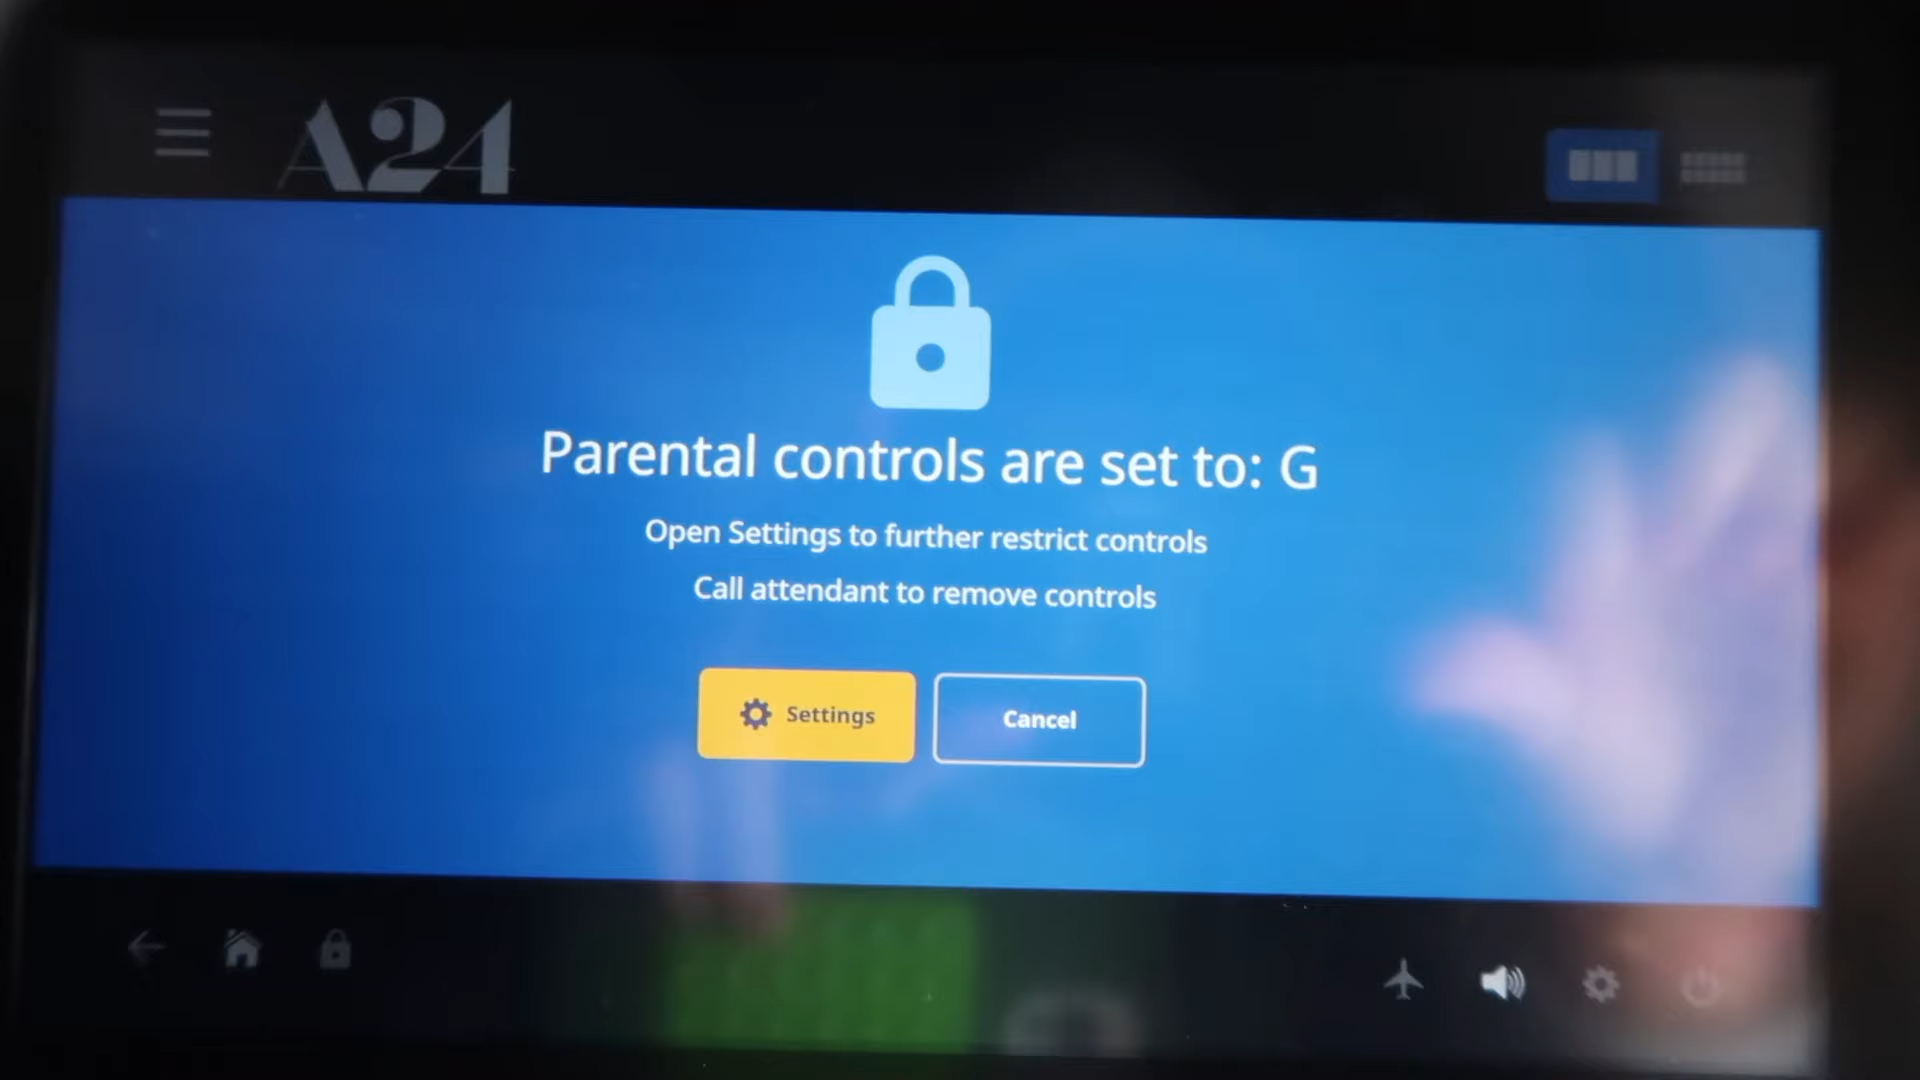 A24
Parental controls are set to: G
Open Settings to further restrict controls
Call attendant to remove controls
Settings
Cancel